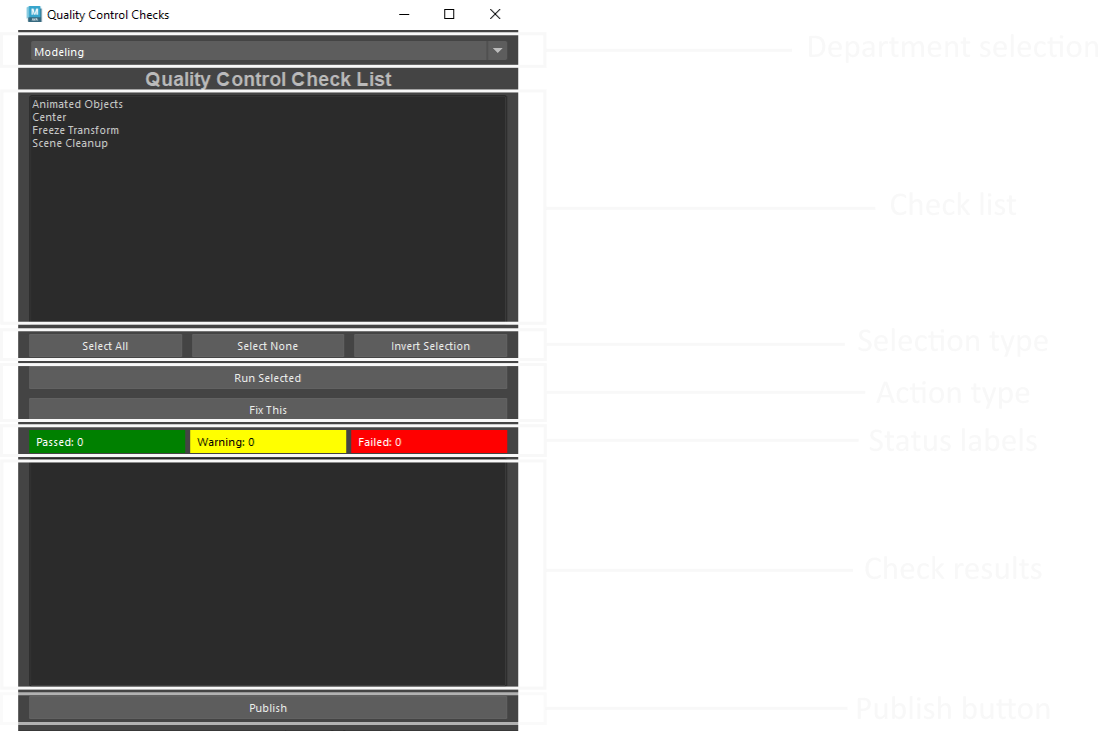 Quality Control Checks
Modeling
Department selection
Quality Control Check List
Animated Objects
Center
Freeze Transform
Scene Cleanup
Check list
Select All
Select None
Invert Selection
Selection type
Run Selected
Action type
Fix This
Passed: 0
Warning: 0
Failed: 0
Status labels
Check results
Publish
Publish button